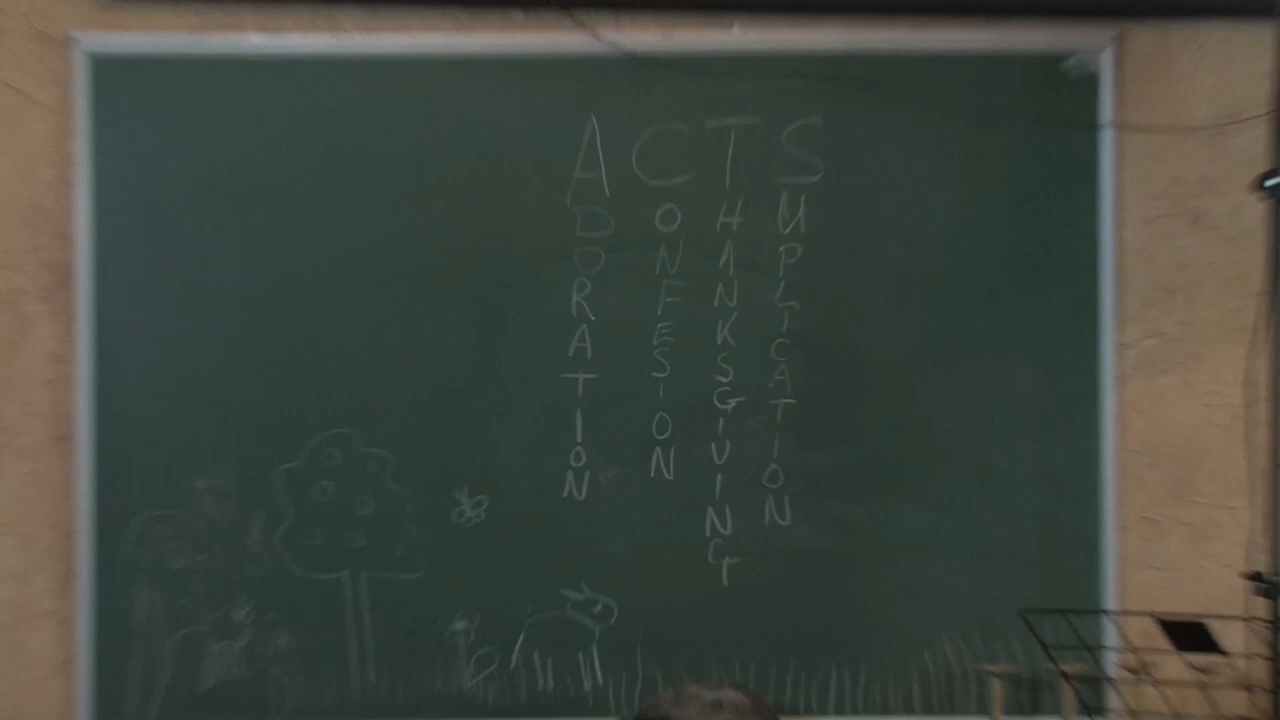 ACTS
ADORATION
CONFESION
THANKSGIVING
SUPLICATION